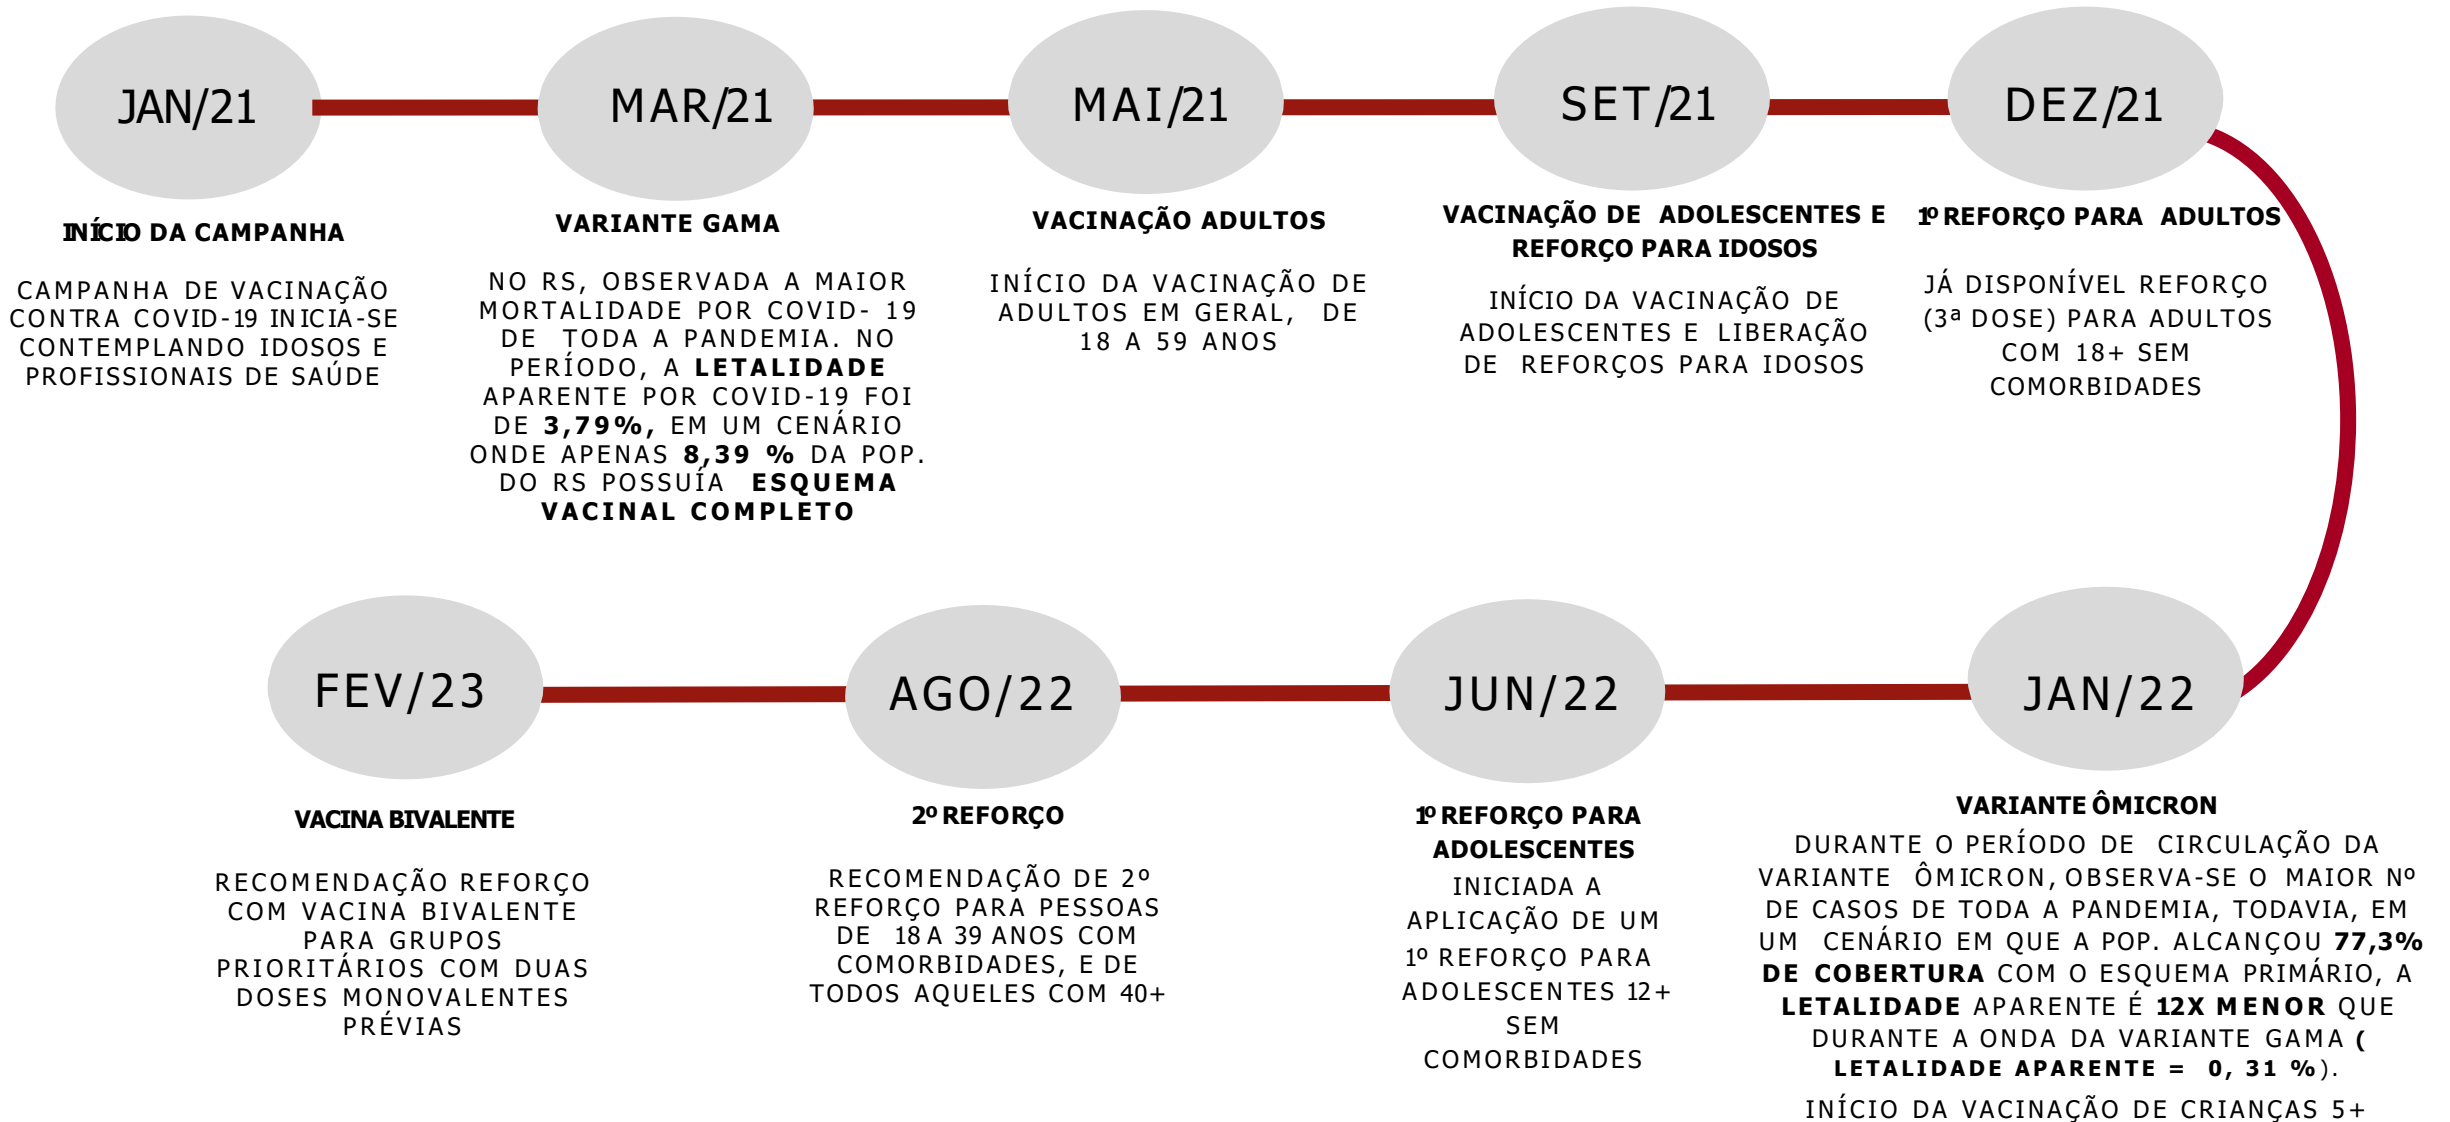 JAN/21
INÍCIO DA CAMPANHA
CAMPANHA DE VACINAÇÃO
CONTRA COVID-19 INICIA-SE
CONTEMPLANDO IDOSOS E
PROFISSIONAIS DE SAÚDE
MAR/21
VARIANTE GAMA
NO RS, OBSERVADA A MAIOR
MORTALIDADE POR COVID- 19
DE TODA A PANDEMIA. NO
PERÍODO, A LETALIDADE
APARENTE POR COVID-19 FOI
DE 3,79%, EM UM CENÁRIO
ONDE APENAS 8,39 % DA POP.
DO RS POSSUÍA ESQUEMA
VACINAL COMPLETO
MAI/21
VACINAÇÃO ADULTOS
INÍCIO DA VACINAÇÃO DE
ADULTOS EM GERAL, DE
18 A 59 ANOS
SET/21
VACINAÇÃO DE ADOLESCENTES E
REFORÇO PARA IDOSOS
INÍCIO DA VACINAÇÃO DE
ADOLESCENTES E LIBERAÇÃO
DE REFORÇOS PARA IDOSOS
DEZ/21
1º REFORÇO PARA ADULTOS
JÁ DISPONÍVEL REFORÇO
(3ª DOSE) PARA ADULTOS
COM 18+ SEM
COMORBIDADES
JAN/22
VARIANTE ÔMICRON
DURANTE O PERÍODO DE CIRCULAÇÃO DA
VARIANTE ÔMICRON, OBSERVA-SE O MAIOR Nº
DE CASOS DE TODA A PANDEMIA, TODAVIA, EM
UM CENÁRIO EM QUE A POP. ALCANÇOU 77,3%
DE COBERTURA COM O ESQUEMA PRIMÁRIO, A
LETALIDADE APARENTE É 12X MENOR QUE
DURANTE A ONDA DA VARIANTE GAMA (
LETALIDADE APARENTE = 0, 31 %).
INÍCIO DA VACINAÇÃO DE CRIANÇAS 5+
JUN/22
1º REFORÇO PARA
ADOLESCENTES
INICIADA A
APLICAÇÃO DE UM
1º REFORÇO PARA
ADOLESCENTES 12+
SEM
COMORBIDADES
AGO/22
2º REFORÇO
RECOMENDAÇÃO DE 2º
REFORÇO PARA PESSOAS
DE 18 A 39 ANOS COM
COMORBIDADES, E DE
TODOS AQUELES COM 40+
FEV/23
VACINA BIVALENTE
RECOMENDAÇÃO REFORÇO
COM VACINA BIVALENTE
PARA GRUPOS
PRIORITÁRIOS COM DUAS
DOSES MONOVALENTES
PRÉVIAS